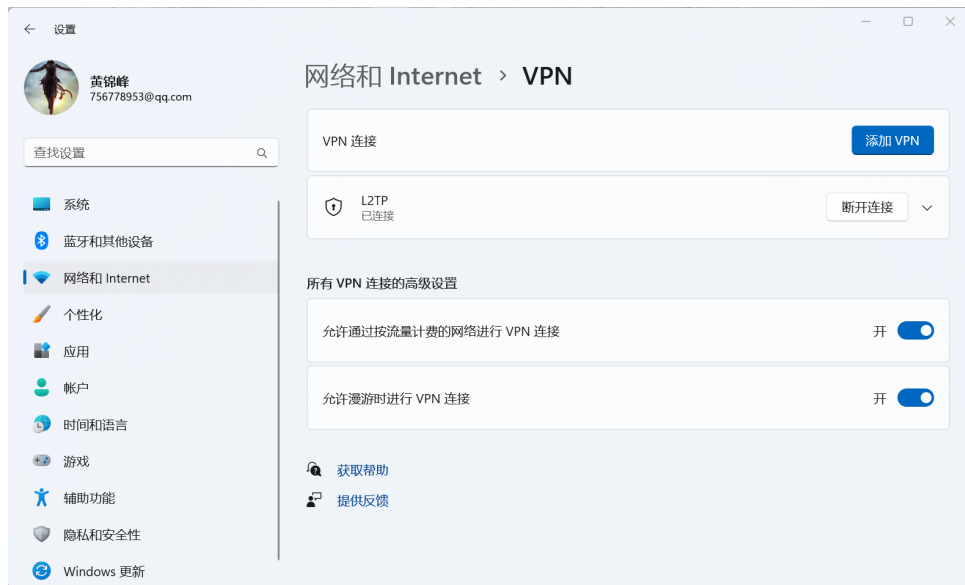 设置
黄锦峰
756778953@qq.com
查找设置
系统
蓝牙和其他设备
网络和 Internet
个性化
应用
帐户
时间和语言
游戏
辅助功能
隐私和安全性
Windows 更新
网络和 Internet › VPN
VPN 连接
添加 VPN
L2TP
已连接
断开连接
所有 VPN 连接的高级设置
允许通过按流量计费的网络进行 VPN 连接
开
允许漫游时进行 VPN 连接
开
获取帮助
提供反馈